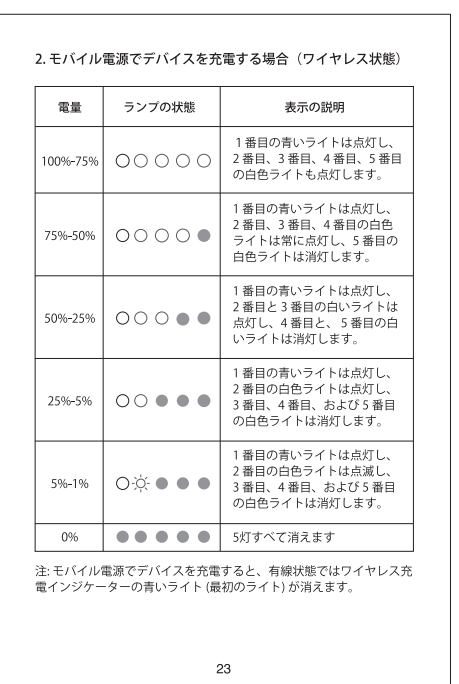 2. モバイル電源でデバイスを充電する場合（ワイヤレス状態）
電量 ランプの状態 表示の説明
100%-75%
1番目の青いライトは点灯し、
2番目、3番目、4番目、5番目
の白色ライトも点灯します。
75%-50%
1番目の青いライトは点灯し、
2番目、3番目、4番目の白色
ライトは常に点灯し、5番目の
白色ライトは消灯します。
50%-25%
1番目の青いライトは点灯し、
2番目と3番目の白いライトは
点灯し、4番目と、5番目の白
いライトは消灯します。
25%-5%
1番目の青いライトは点灯し、
2番目の白色ライトは点灯し、
3番目、4番目、および5番目
の白色ライトは消灯します。
5%-1%
1番目の青いライトは点灯し、
2番目の白色ライトは点滅し、
3番目、4番目、および5番目
の白色ライトは消灯します。
0% 5灯すべて消えます
注: モバイル電源でデバイスを充電すると、有線状態ではワイヤレス充
電インジケーターの青いライト (最初のライト) が消えます。
23